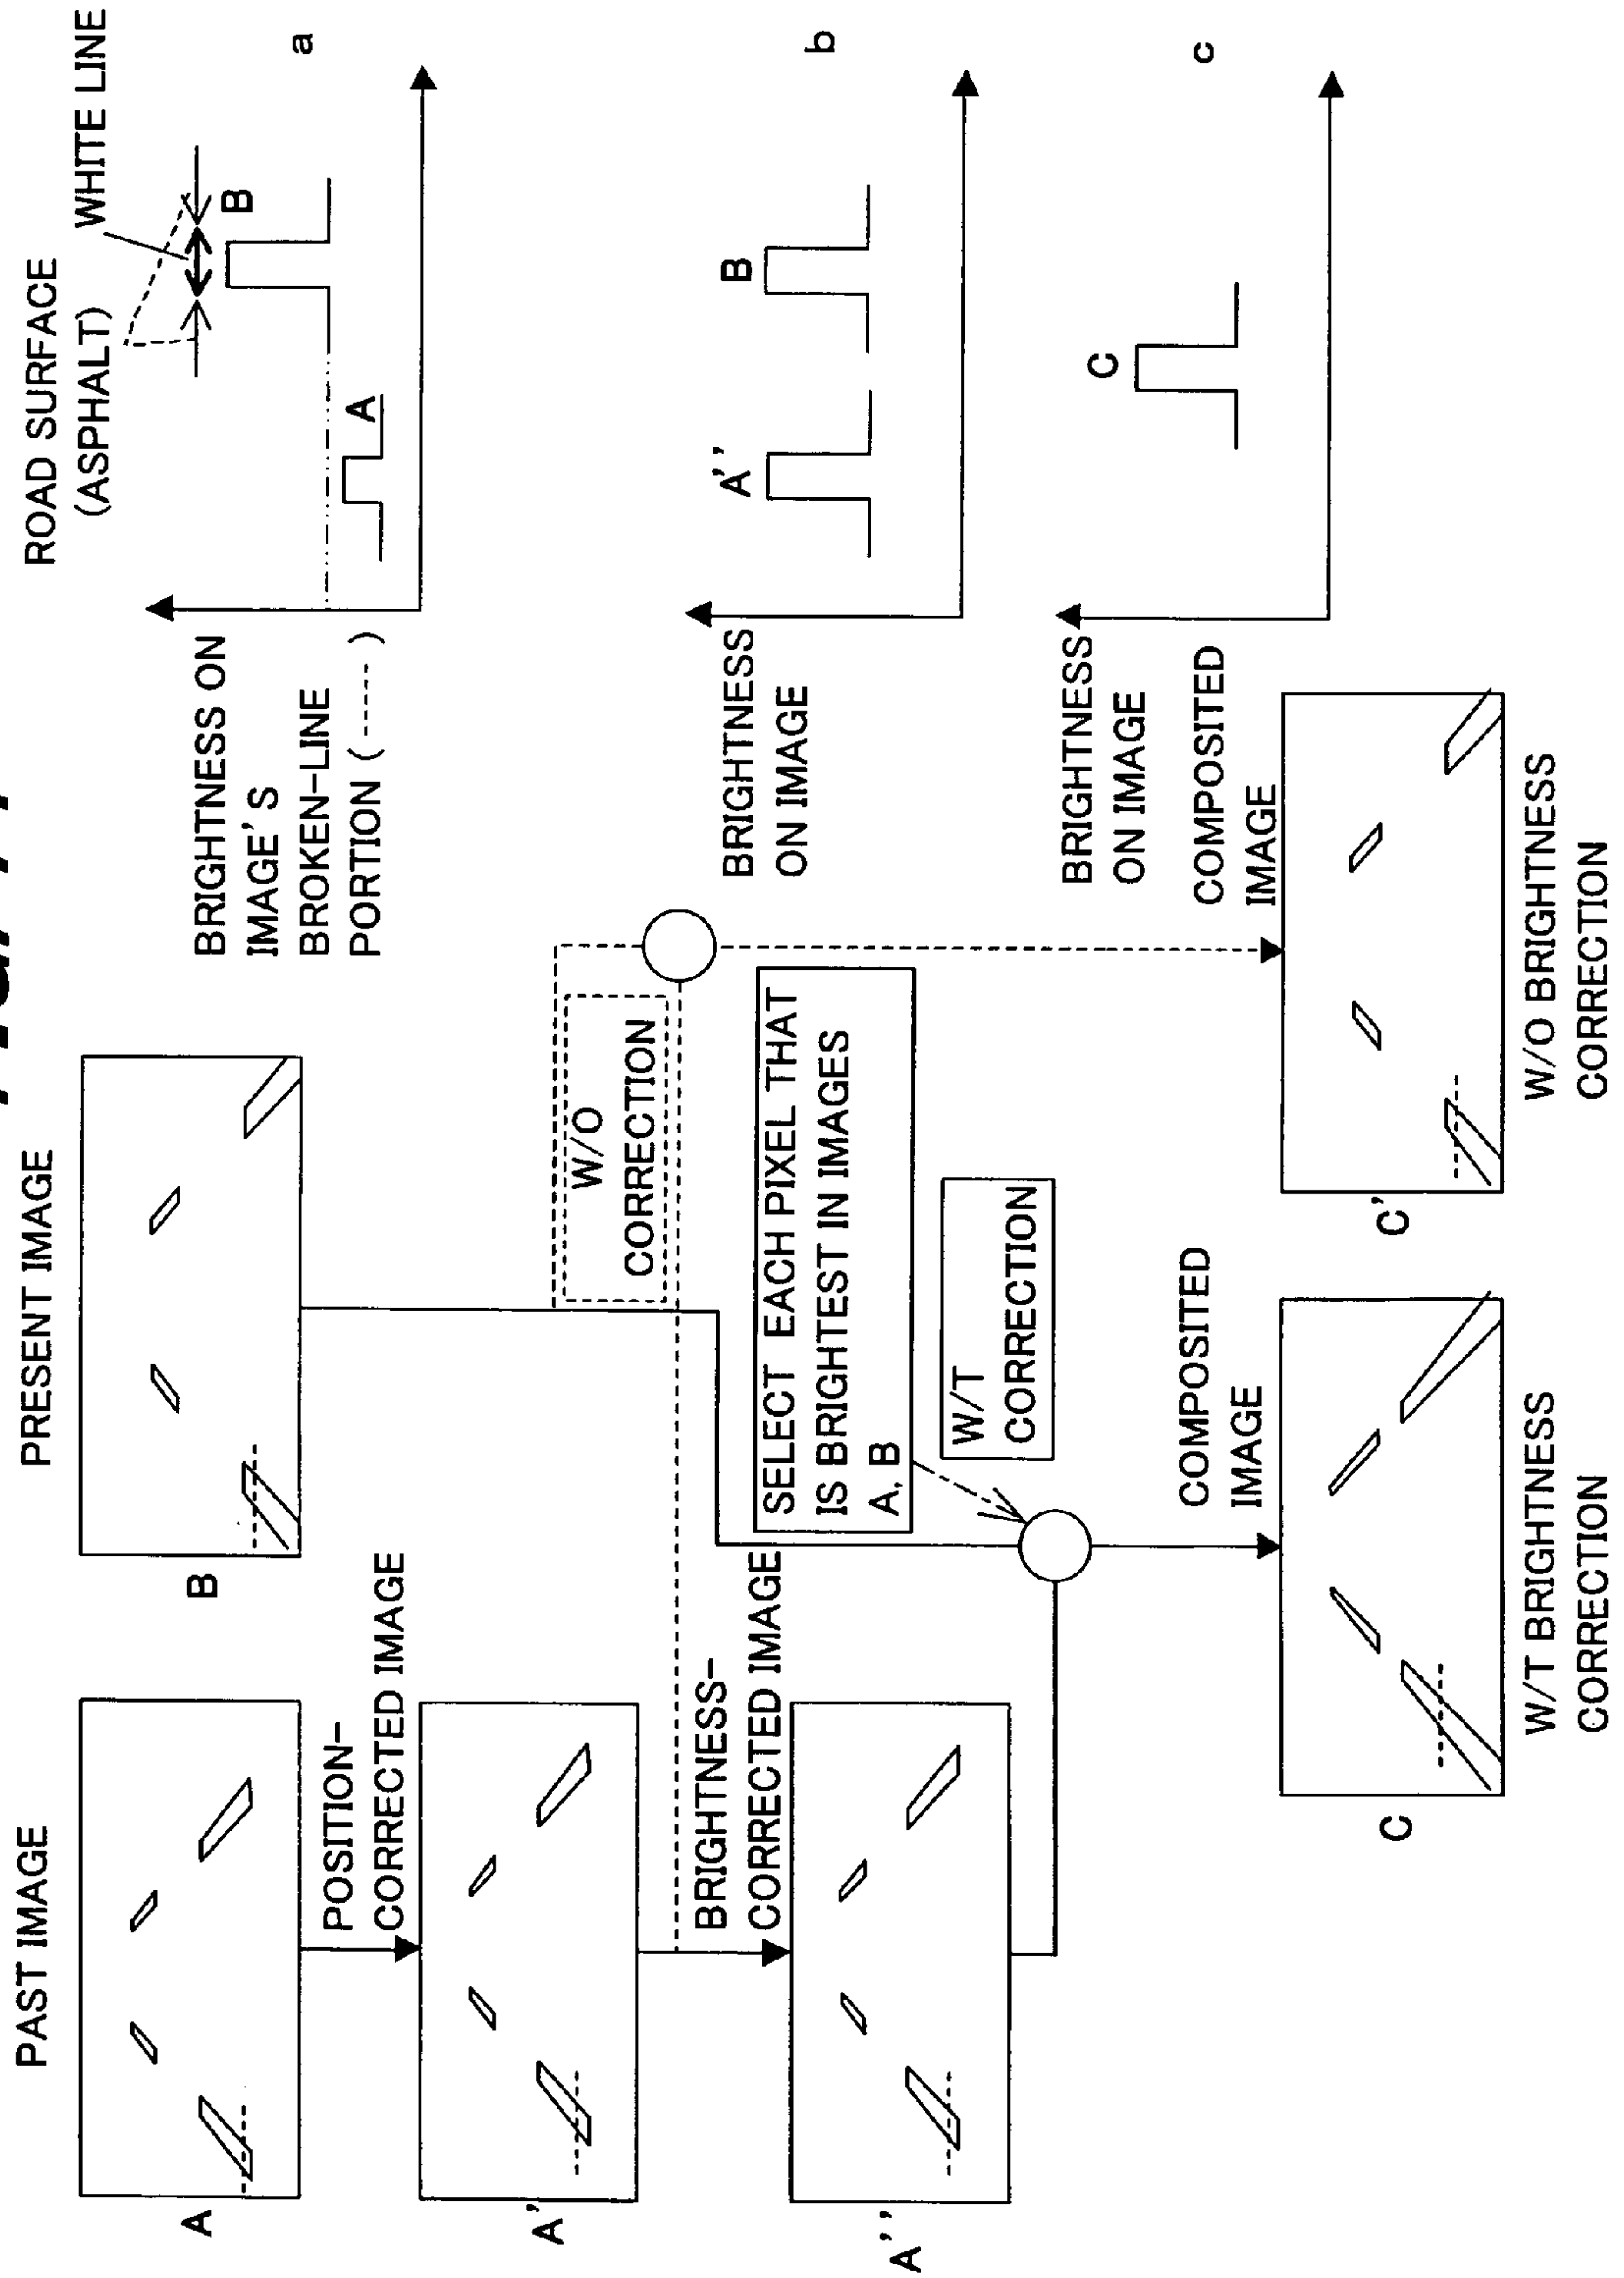 PAST IMAGE
PRESENT IMAGE
ROAD SURFACE
(ASPHALT)
WHITE LINE
A
B
BRIGHTNESS ON
IMAGE'S
BROKEN-LINE
PORTION ( ----- )
A
B
a
POSITION-
CORRECTED IMAGE
A'
W/O
CORRECTION
BRIGHTNESS-
CORRECTED IMAGE
A''
SELECT EACH PIXEL THAT
IS BRIGHTEST IN IMAGES
A, B
W/T
CORRECTION
BRIGHTNESS
ON IMAGE
A''
B
b
BRIGHTNESS
ON IMAGE
C
c
COMPOSITED
IMAGE
C
W/T BRIGHTNESS
CORRECTION
COMPOSITED
IMAGE
C'
W/O BRIGHTNESS
CORRECTION